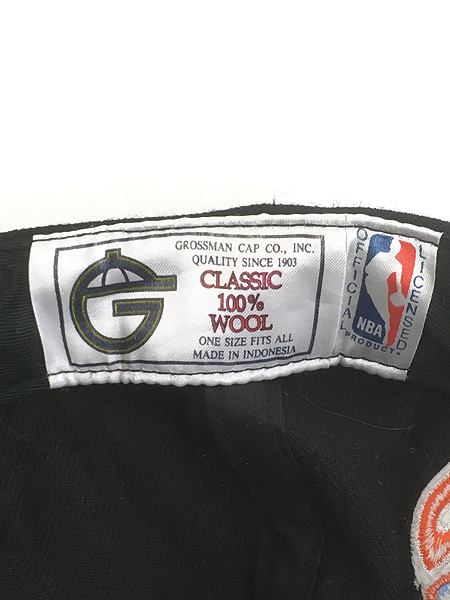 G
GROSSMAN CAP CO., INC.
QUALITY SINCE 1903
CLASSIC
100%
WOOL
ONE SIZE FITS ALL
MADE IN INDONESIA
OFFICIAL
LICENSED
NBA
PRODUCT®